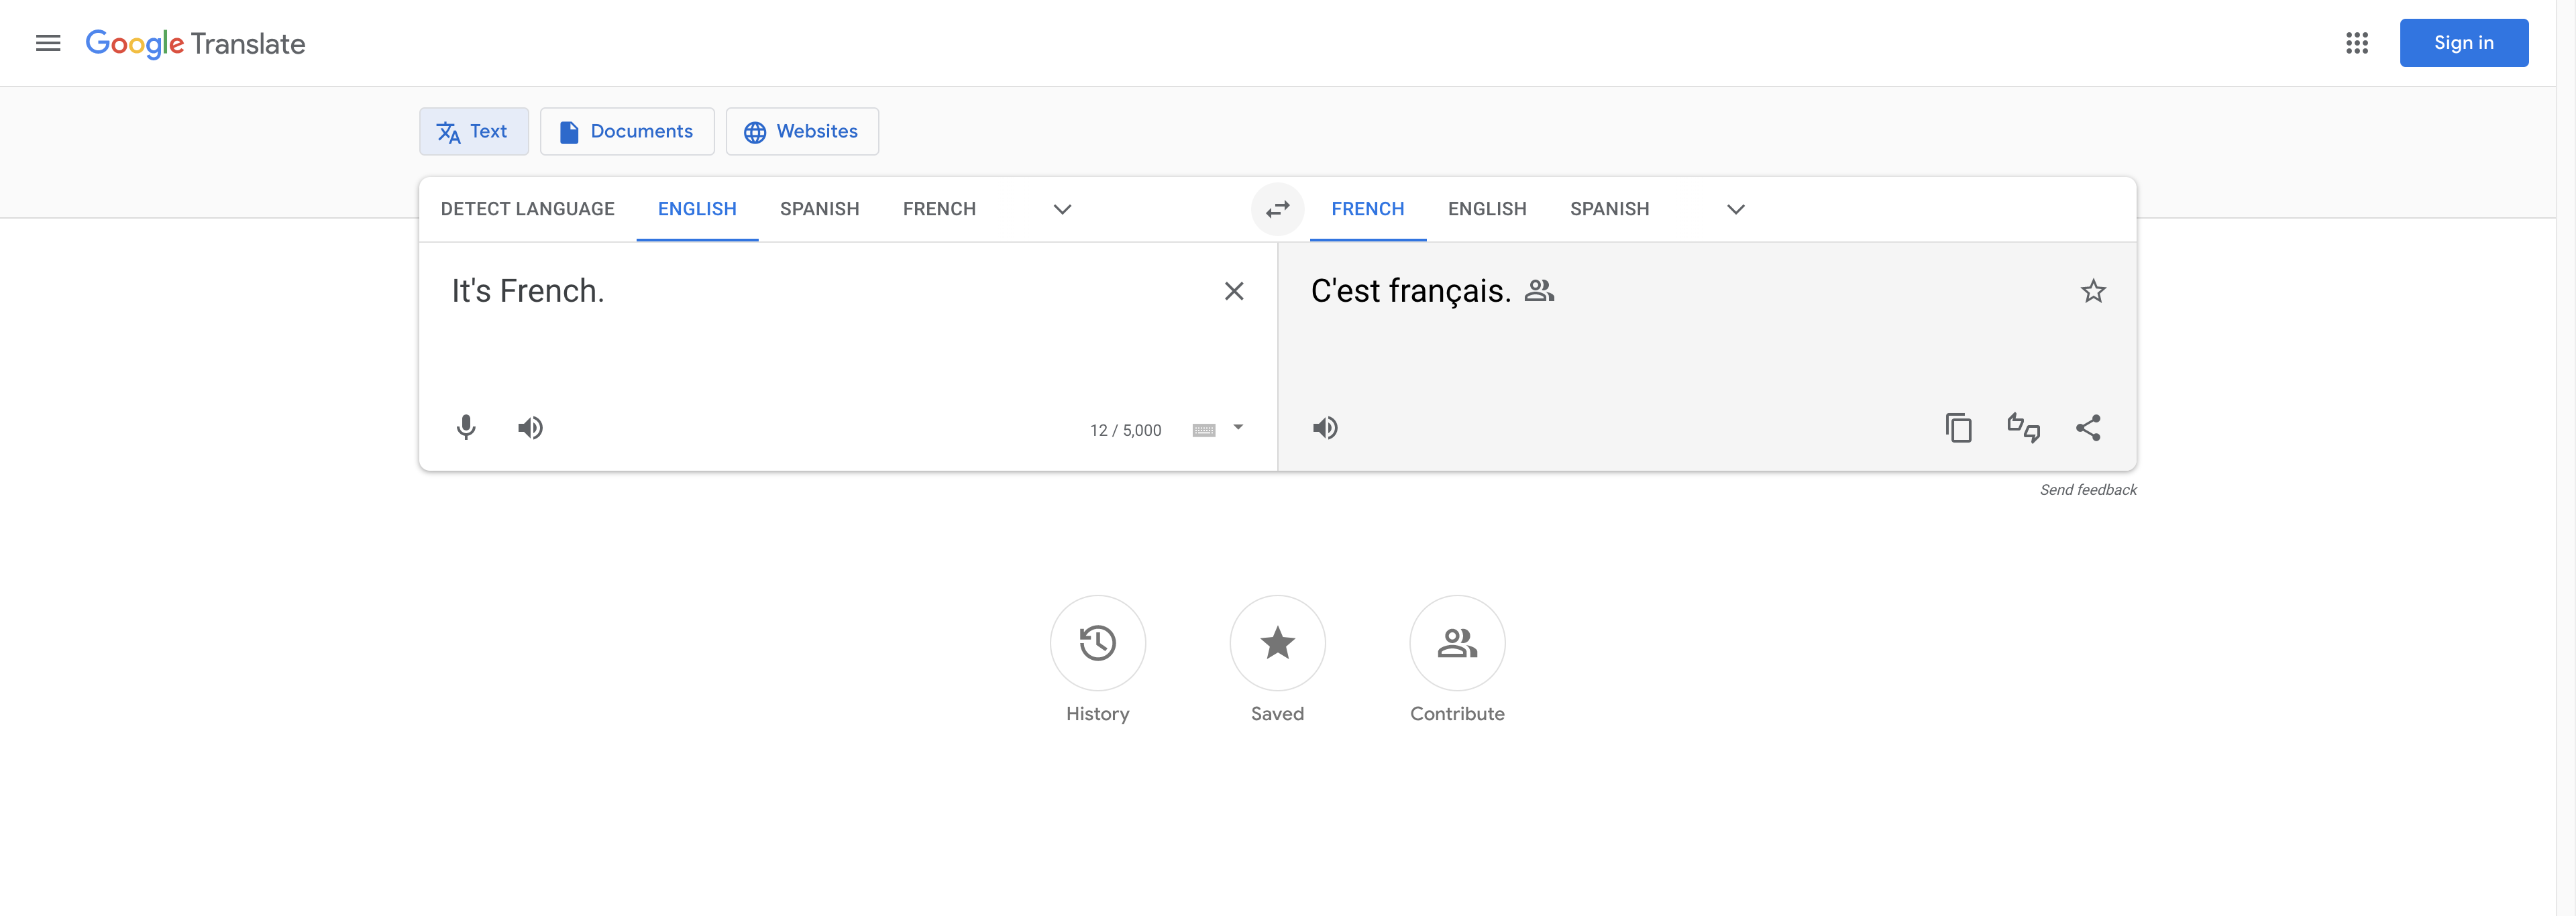 Google Translate
Sign in
Text
Documents
Websites
DETECT LANGUAGE
ENGLISH
SPANISH
FRENCH
FRENCH
ENGLISH
SPANISH
It's French.
C'est français.
12 / 5,000
Send feedback
History
Saved
Contribute